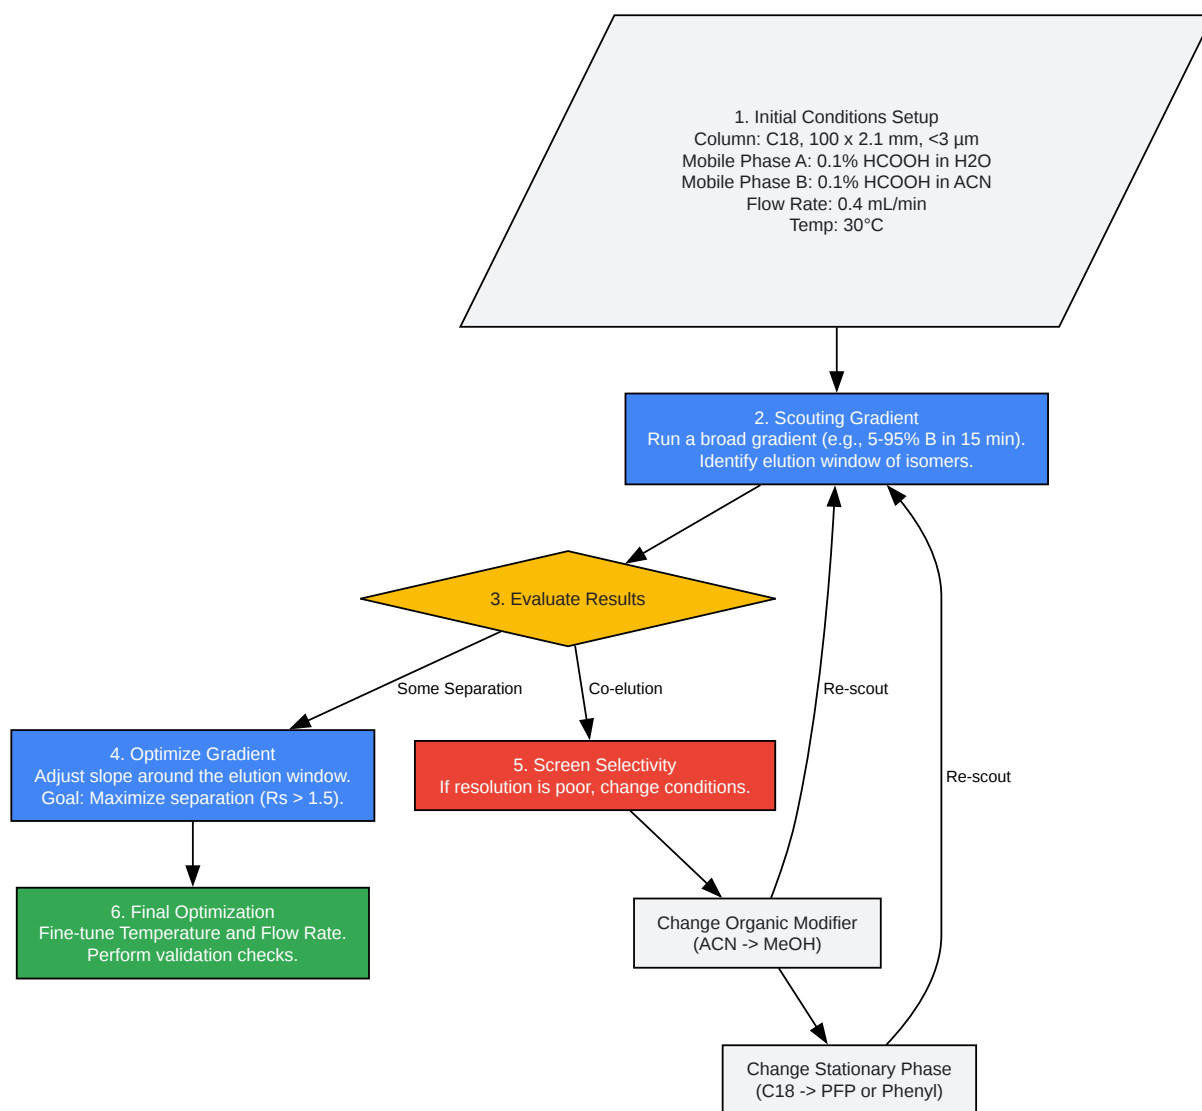 1. Initial Conditions Setup
Column: C18, 100 x 2.1 mm, <3 µm
Mobile Phase A: 0.1% HCOOH in H2O
Mobile Phase B: 0.1% HCOOH in ACN
Flow Rate: 0.4 mL/min
Temp: 30°C
2. Scouting Gradient
Run a broad gradient (e.g., 5-95% B in 15 min).
Identify elution window of isomers.
3. Evaluate Results
Some Separation
Co-elution
Re-scout
4. Optimize Gradient
Adjust slope around the elution window.
Goal: Maximize separation (Rs > 1.5).
5. Screen Selectivity
If resolution is poor, change conditions.
Re-scout
6. Final Optimization
Fine-tune Temperature and Flow Rate.
Perform validation checks.
Change Organic Modifier
(ACN -> MeOH)
Change Stationary Phase
(C18 -> PFP or Phenyl)